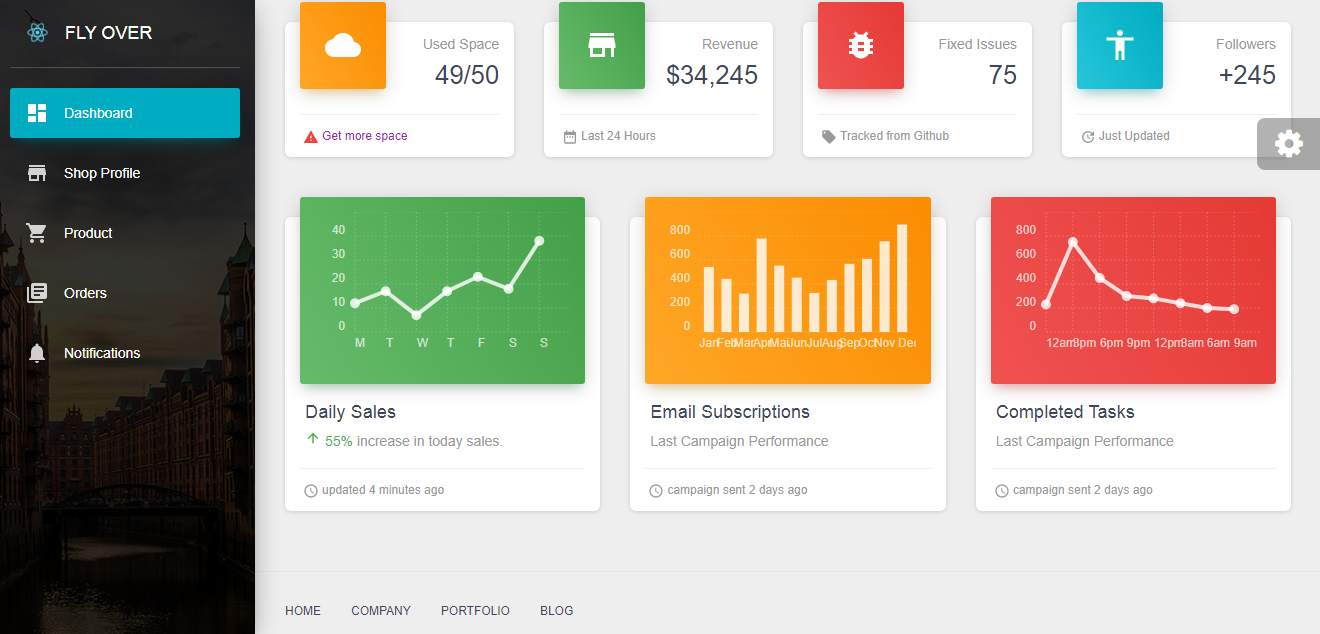 FLY OVER
Dashboard
Shop Profile
Product
Orders
Notifications
Used Space
49/50
Get more space
Revenue
$34,245
Last 24 Hours
Fixed Issues
75
Tracked from Github
Followers
+245
Just Updated
40
30
20
10
0
M T W T F S S
Daily Sales
55% increase in today sales.
updated 4 minutes ago
800
600
400
200
0
Jan Feb Mar Apr Mai Jun Jul Aug Sep Oct Nov Dec
Email Subscriptions
Last Campaign Performance
campaign sent 2 days ago
800
600
400
200
0
12am 3pm 6pm 9pm 12pm 3am 6am 9am
Completed Tasks
Last Campaign Performance
campaign sent 2 days ago
HOME COMPANY PORTFOLIO BLOG